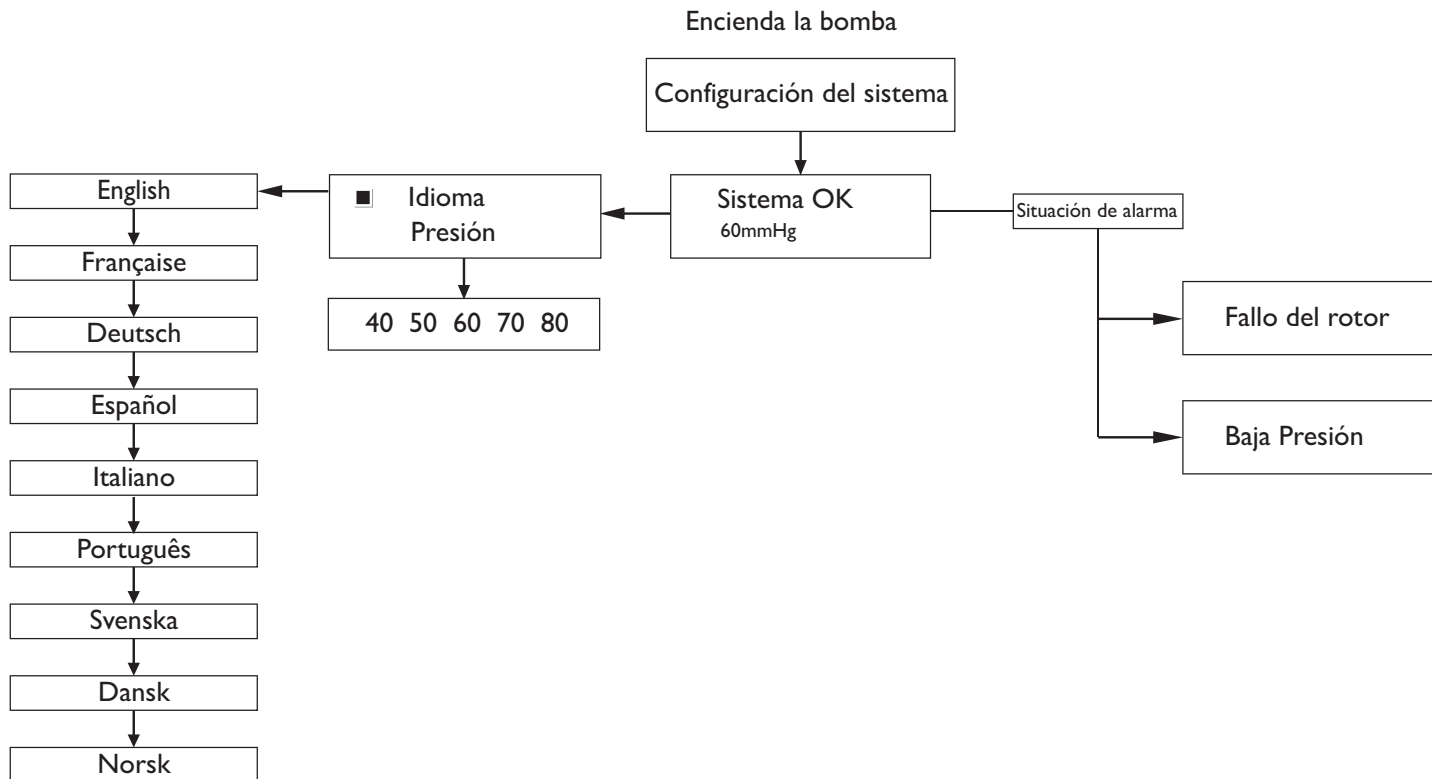 Encienda la bomba
Configuración del sistema
Sistema OK
60mmHg
Situación de alarma
Fallo del rotor
Baja Presión
Idioma
Presión
40 50 60 70 80
English
Française
Deutsch
Español
Italiano
Português
Svenska
Dansk
Norsk